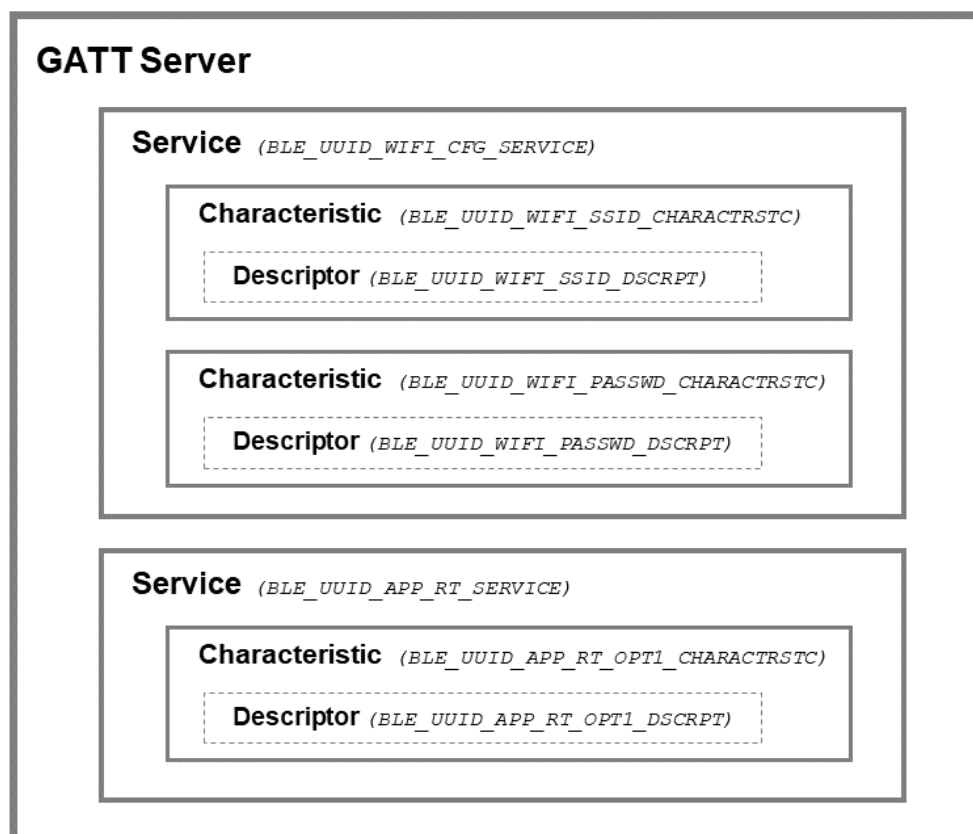 GATT Server
Service (BLE_UUID_WIFI_CFG_SERVICE)
Characteristic (BLE_UUID_WIFI_SSID_CHARACTRSTC)
Descriptor (BLE_UUID_WIFI_SSID_DSCRPT)
Characteristic (BLE_UUID_WIFI_PASSWD_CHARACTRSTC)
Descriptor (BLE_UUID_WIFI_PASSWD_DSCRPT)
Service (BLE_UUID_APP_RT_SERVICE)
Characteristic (BLE_UUID_APP_RT_OPT1_CHARACTRSTC)
Descriptor (BLE_UUID_APP_RT_OPT1_DSCRPT)